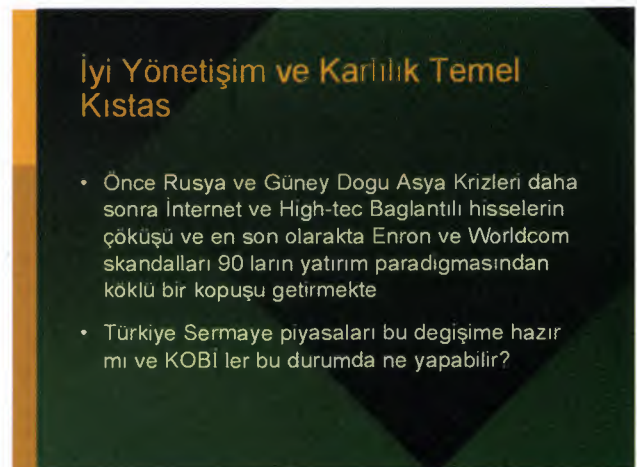 İyi Yönetişim ve Karlılık Temel
Kıstas
• Önce Rusya ve Güney Dogu Asya Krizleri daha
sonra İnternet ve High-tec Baglantılı hisselerin
çöküşü ve en son olarakta Enron ve Worldcom
skandalları 90 ların yatırım paradıgmasından
köklü bir kopuşu getirmekte
• Türkiye Sermaye piyasaları bu degişime hazır
mı ve KOBİ ler bu durumda ne yapabilir?